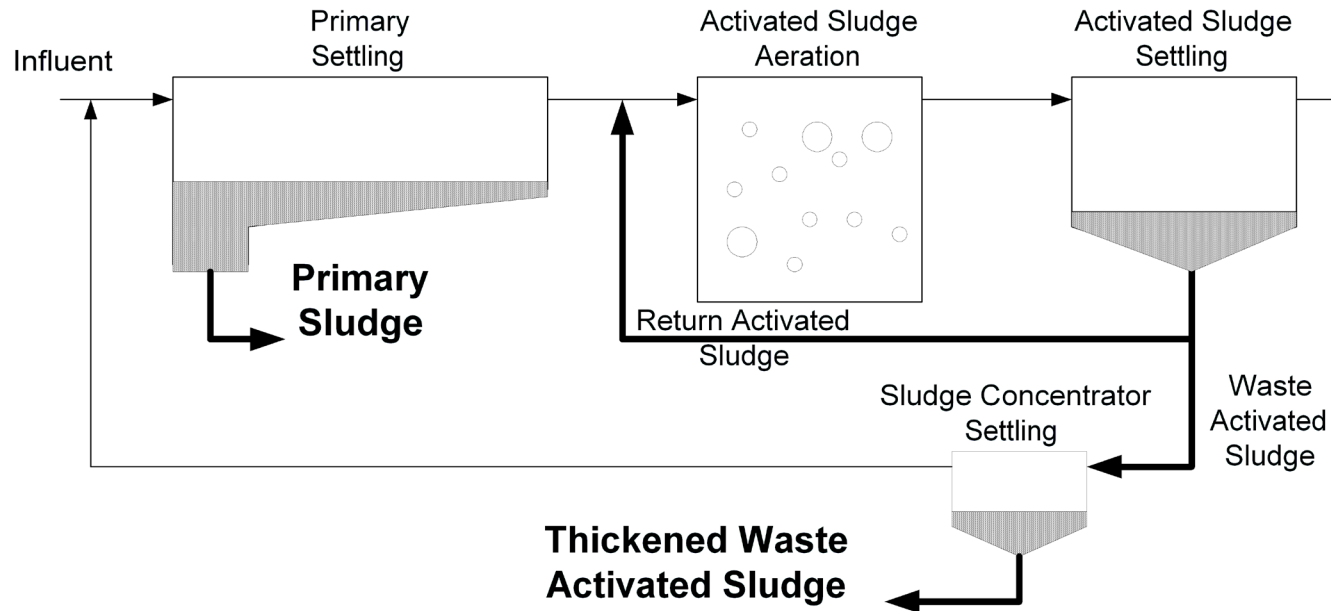 Influent
Primary
Settling
Activated Sludge
Aeration
Activated Sludge
Settling
Primary
Sludge
Return Activated
Sludge
Sludge Concentrator
Settling
Waste
Activated
Sludge
Thickened Waste
Activated Sludge